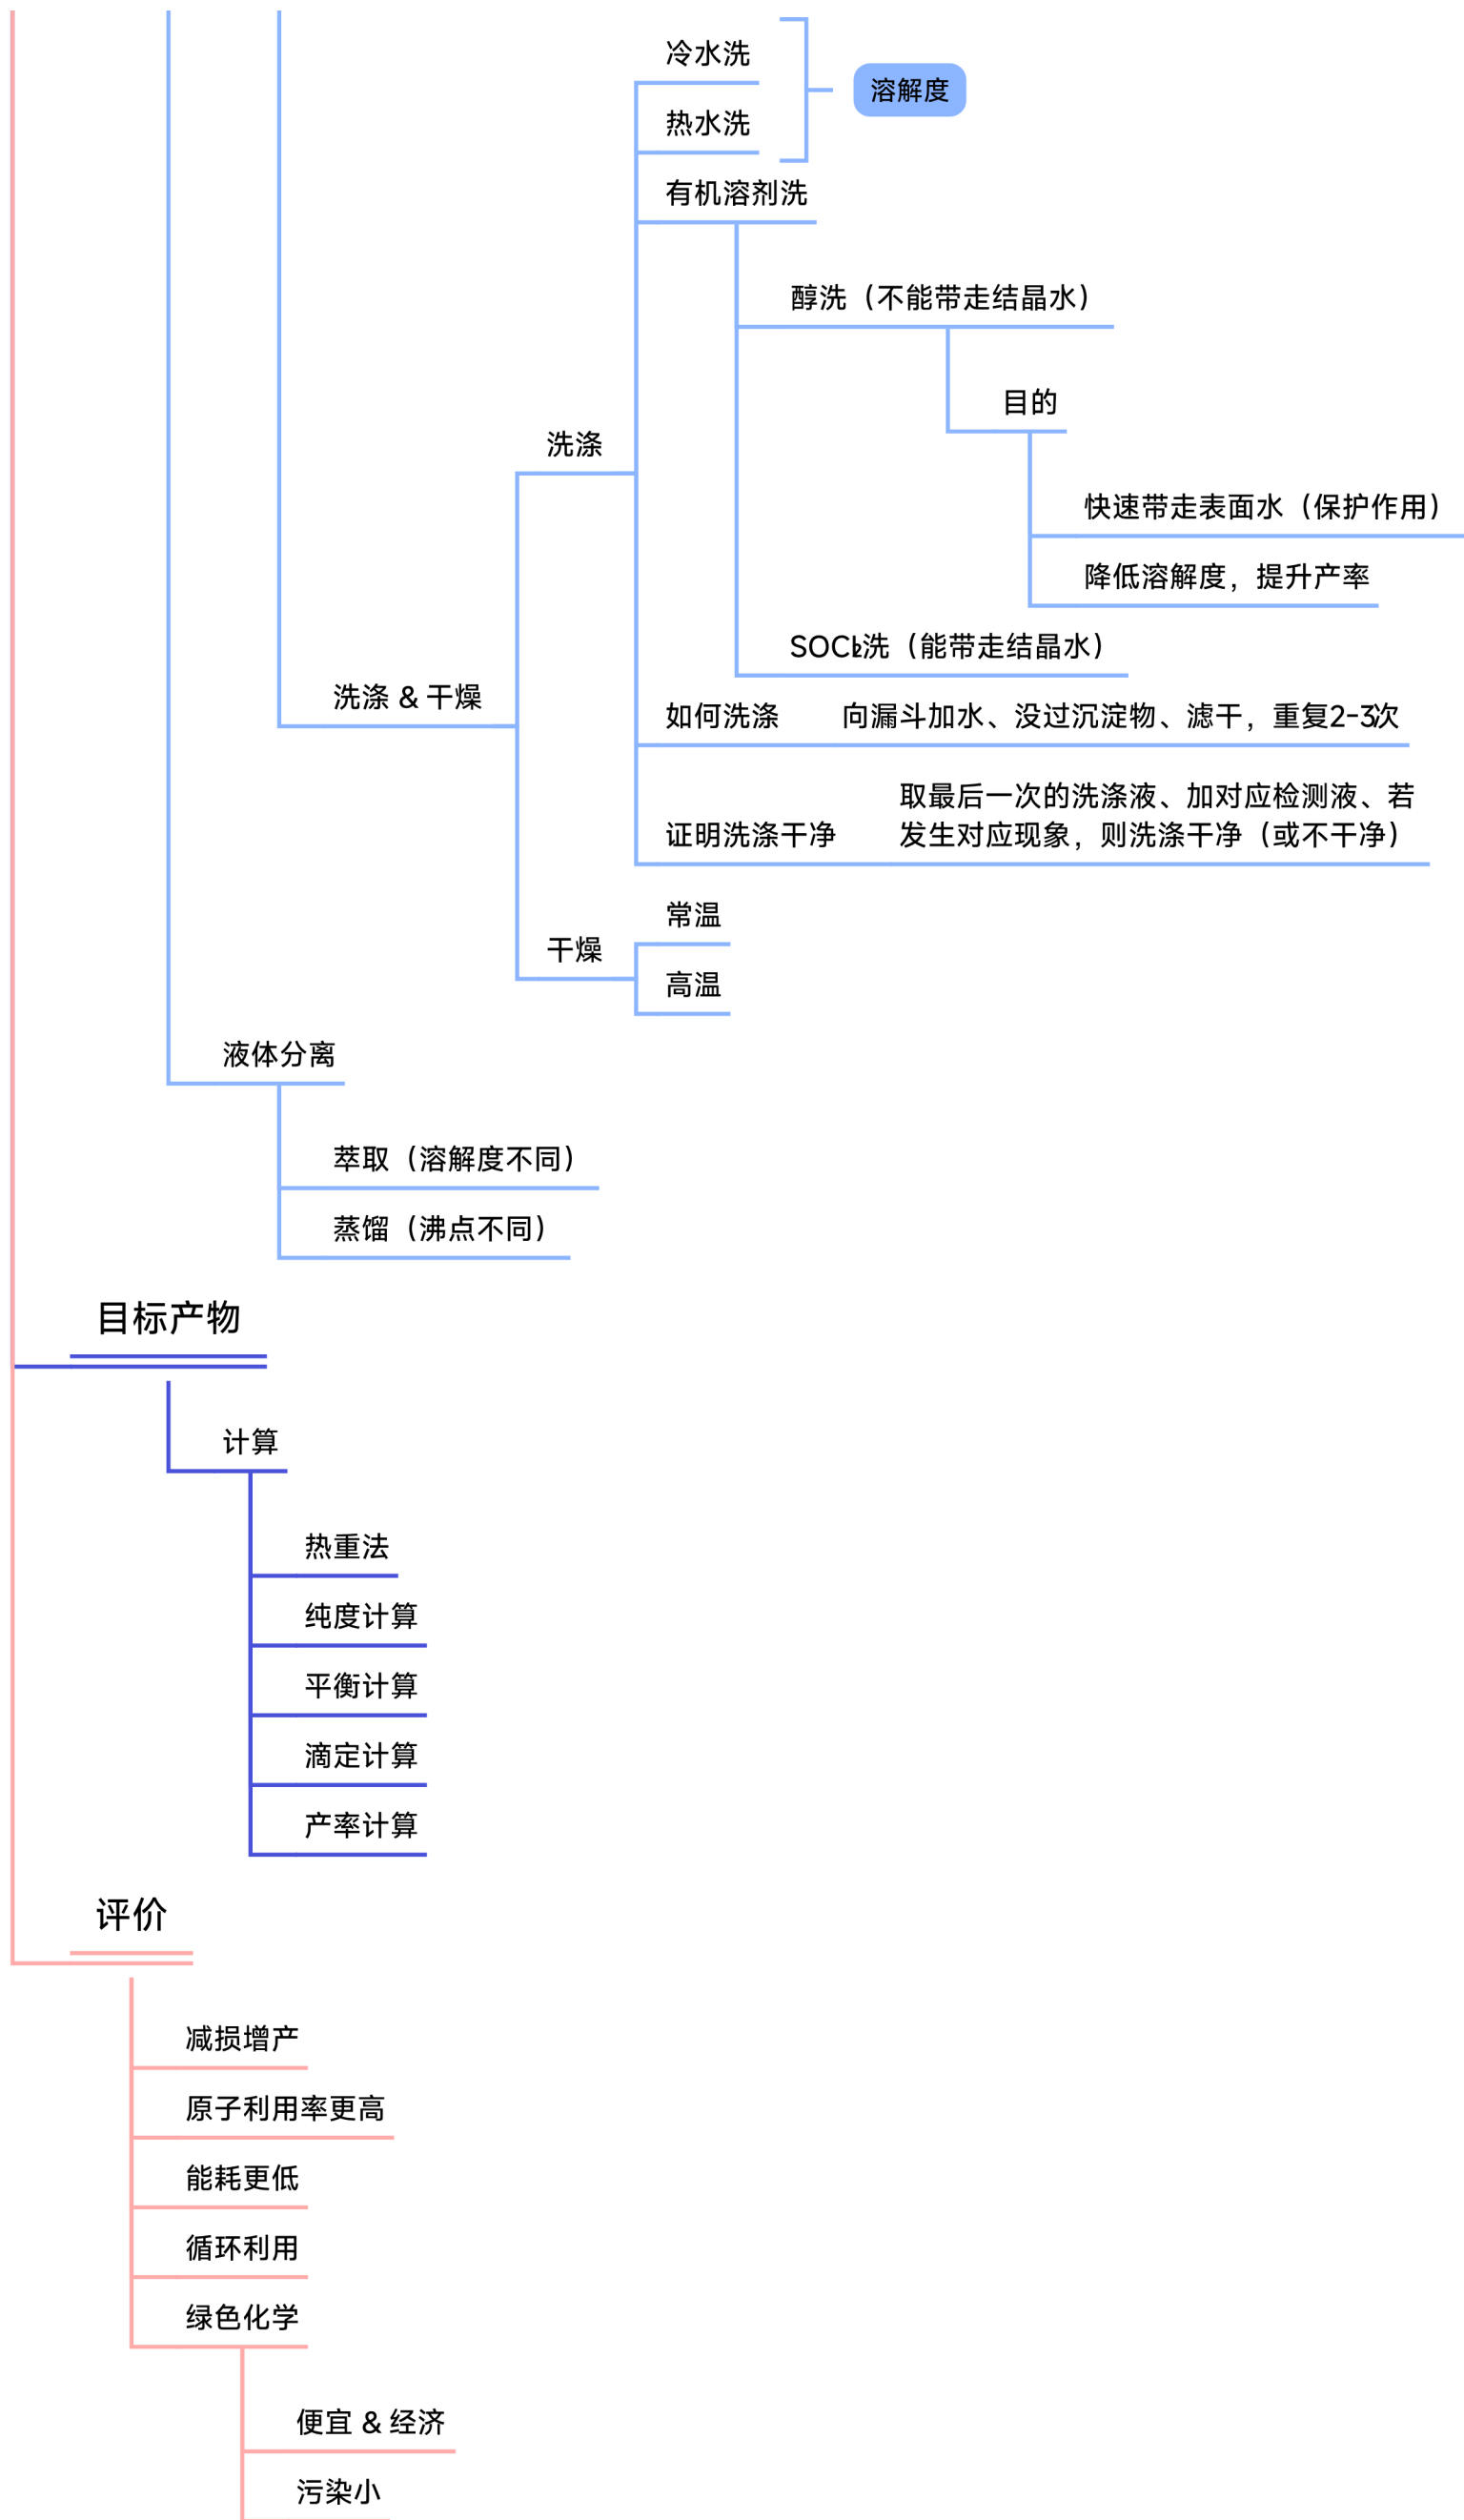 冷水洗
溶解度
热水洗
有机溶剂洗
醇洗（不能带走结晶水）
目的
洗涤
快速带走表面水（保护作用）
降低溶解度，提升产率
SOCl₂洗（能带走结晶水）
洗涤 & 干燥
如何洗涤
向漏斗加水、没过沉淀物、滤干，重复2-3次
证明洗涤干净
取最后一次的洗涤液、加对应检测液、若
发生对应现象，则洗涤干净（或不干净）
常温
干燥
高温
液体分离
萃取（溶解度不同）
蒸馏（沸点不同）
目标产物
计算
热重法
纯度计算
平衡计算
滴定计算
产率计算
评价
减损增产
原子利用率更高
能耗更低
循环利用
绿色化学
便宜 & 经济
污染小